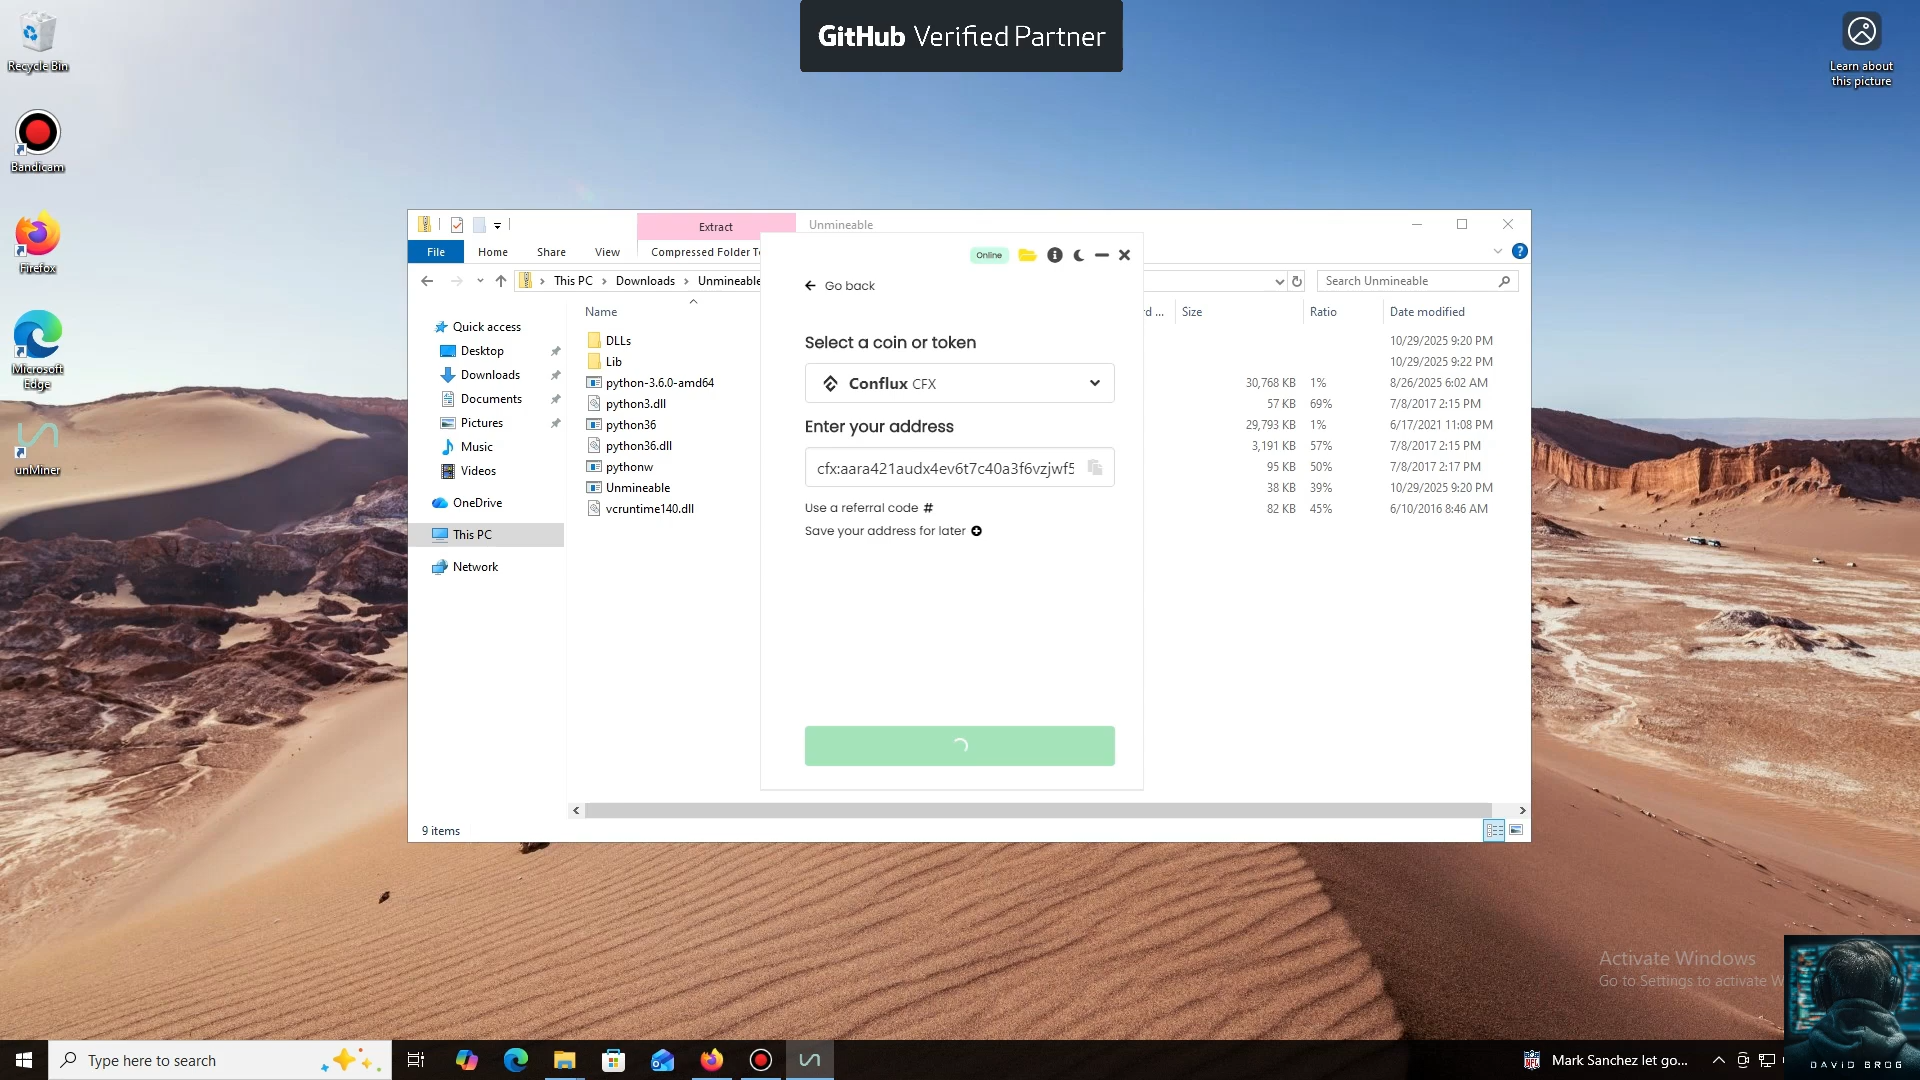 GitHub Verified Partner
Recycle Bin
Learn about
this picture
Bandicam
Firefox
Microsoft
Edge
unMiner
Extract
Unmineable
File
Home
Share
View
Compressed Folder To
This PC
Downloads
Unmineable
Search Unmineable
Quick access
Desktop
Downloads
Documents
Pictures
Music
Videos
OneDrive
This PC
Network
Name
Size
Ratio
Date modified
DLLs 10/29/2025 9:20 PM
Lib 10/29/2025 9:22 PM
python-3.6.0-amd64 30,768 KB 1% 8/26/2025 6:02 AM
python3.dll 57 KB 69% 7/8/2017 2:15 PM
python36 29,793 KB 1% 6/17/2021 11:08 PM
python36.dll 3,191 KB 57% 7/8/2017 2:15 PM
pythonw 95 KB 50% 7/8/2017 2:17 PM
Unmineable 38 KB 39% 10/29/2025 9:20 PM
vcruntime140.dll 82 KB 45% 6/10/2016 8:46 AM
9 items
Online
Go back
Select a coin or token
Conflux CFX
Enter your address
cfx:aara421audx4ev6t7c40a3f6vzjwf5
Use a referral code #
Save your address for later
Activate Windows
Go to Settings to activate W
DAVID BROG
Type here to search
Mark Sanchez let go...